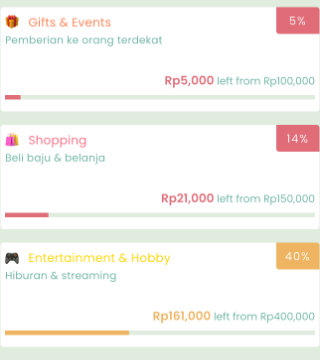 Gifts & Events
5%
Pemberian ke orang terdekat
Rp5,000 left from Rp100,000
Shopping
14%
Beli baju & belanja
Rp21,000 left from Rp150,000
Entertainment & Hobby
40%
Hiburan & streaming
Rp161,000 left from Rp400,000